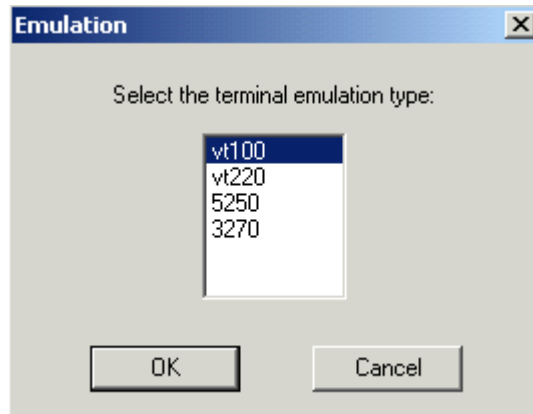 Emulation
Select the terminal emulation type:
vt100
vt220
5250
3270
OK
Cancel